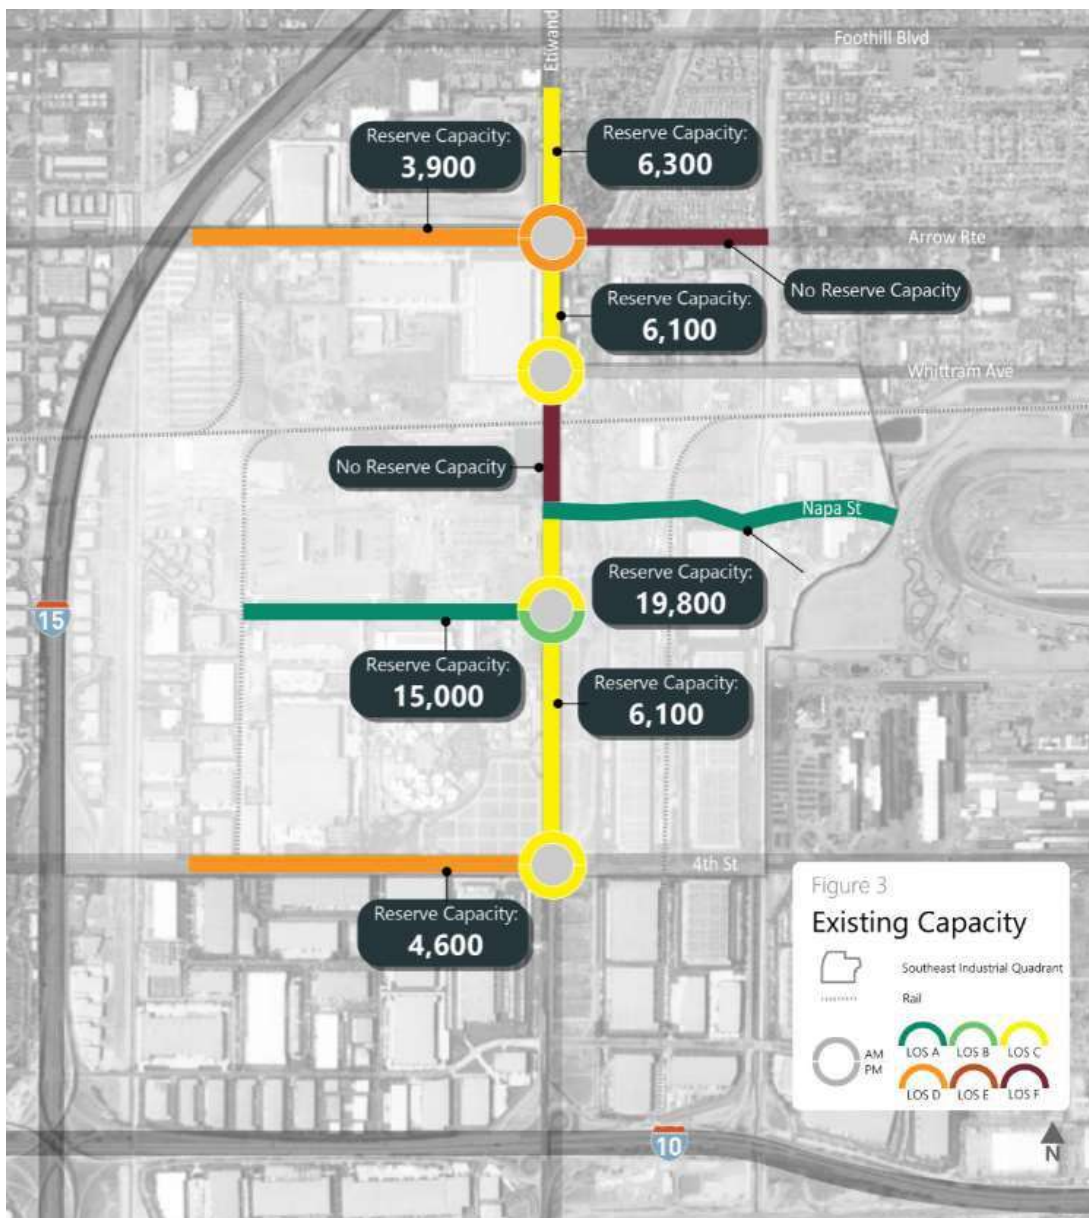 Foothill Blvd
Etiwand
Reserve Capacity:
3,900
Reserve Capacity:
6,300
Arrow Rte
No Reserve Capacity
Reserve Capacity:
6,100
Whittram Ave
No Reserve Capacity
Napa St
Reserve Capacity:
19,800
15
Reserve Capacity:
15,000
Reserve Capacity:
6,100
4th St
Reserve Capacity:
4,600
Figure 3
Existing Capacity
Southeast Industrial Quadrant
Rail
AM
PM
LOS A LOS B LOS C
LOS D LOS E LOS F
10
N